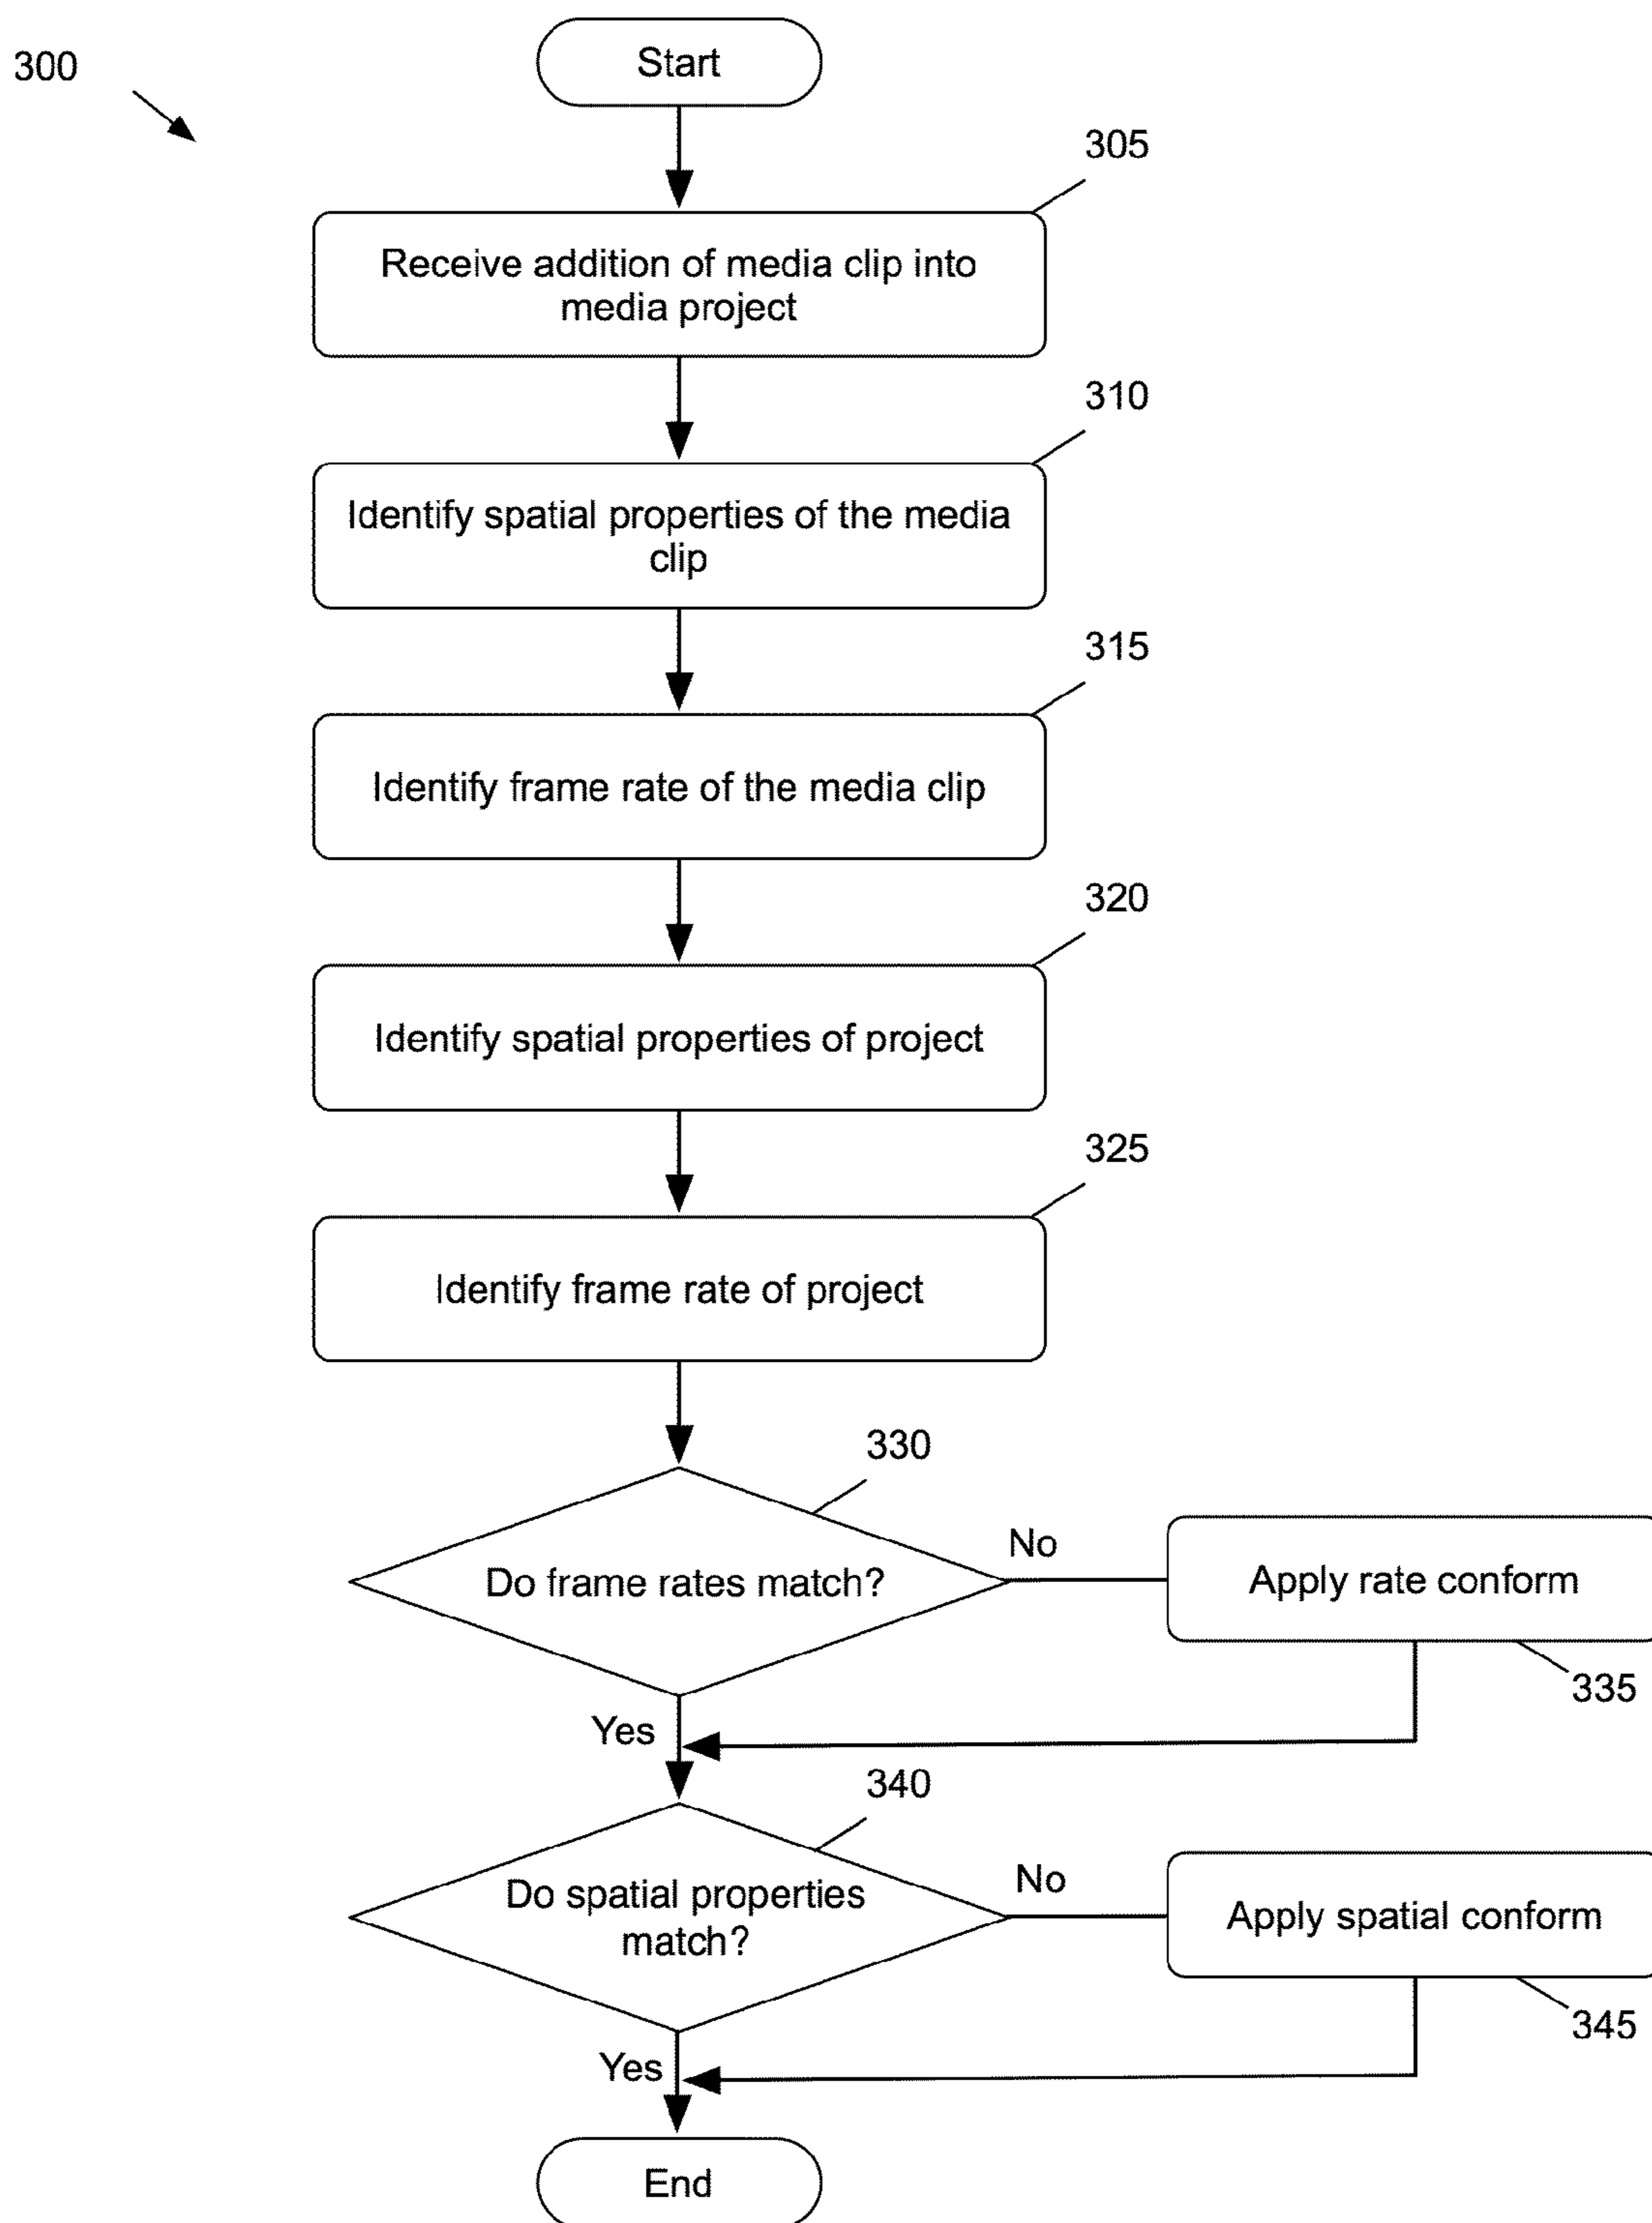 300
Start
305
Receive addition of media clip into
media project
310
Identify spatial properties of the media
clip
315
Identify frame rate of the media clip
320
Identify spatial properties of project
325
Identify frame rate of project
330
Do frame rates match?
No
Apply rate conform
335
Yes
340
Do spatial properties
match?
No
Apply spatial conform
345
Yes
End